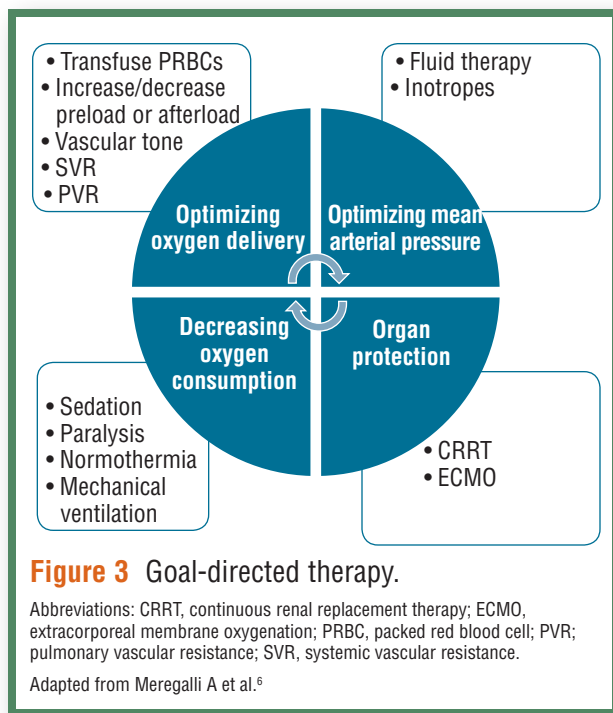 • Transfuse PRBCs
• Increase/decrease
preload or afterload
• Vascular tone
• SVR
• PVR
• Fluid therapy
• Inotropes
Optimizing
oxygen delivery
Optimizing mean
arterial pressure
Decreasing
oxygen
consumption
Organ
protection
• Sedation
• Paralysis
• Normothermia
• Mechanical
ventilation
• CRRT
• ECMO
Figure 3 Goal-directed therapy.
Abbreviations: CRRT, continuous renal replacement therapy; ECMO,
extracorporeal membrane oxygenation; PRBC, packed red blood cell; PVR;
pulmonary vascular resistance; SVR, systemic vascular resistance.
Adapted from Meregalli A et al.⁶